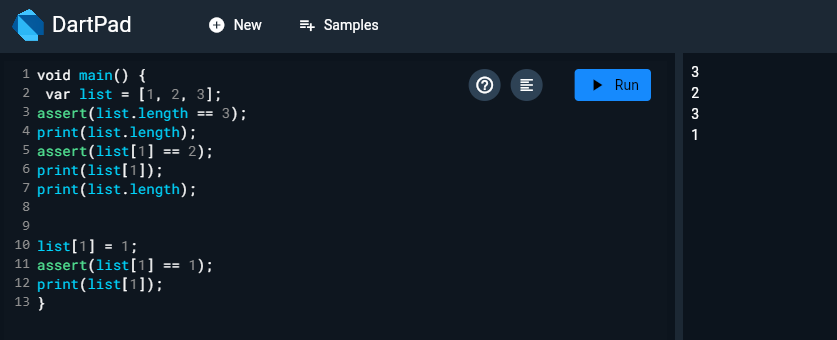 DartPad
New
Samples
Run
1 void main() {
2  var list = [1, 2, 3];
3 assert(list.length == 3);
4 print(list.length);
5 assert(list[1] == 2);
6 print(list[1]);
7 print(list.length);
8
9
10 list[1] = 1;
11 assert(list[1] == 1);
12 print(list[1]);
13 }
3
2
3
1